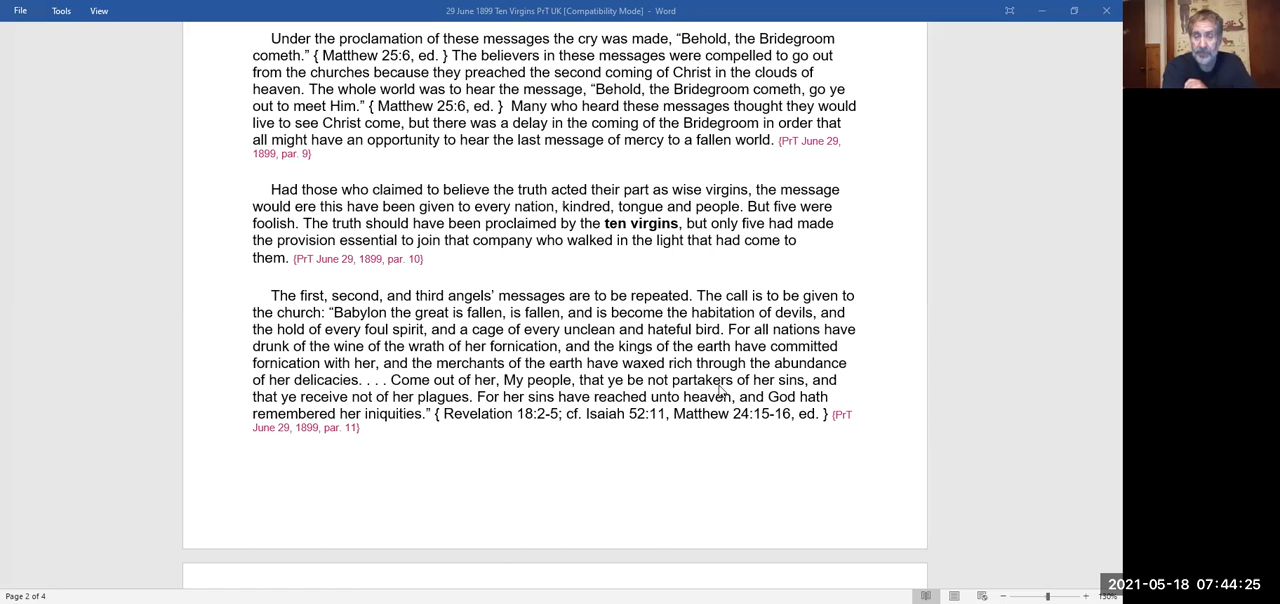 File Tools View 29 June 1899 Ten Virgins PrT UK [Compatibility Mode] - Word
Under the proclamation of these messages the cry was made, “Behold, the Bridegroom
cometh.” { Matthew 25:6, ed. } The believers in these messages were compelled to go out
from the churches because they preached the second coming of Christ in the clouds of
heaven. The whole world was to hear the message, “Behold, the Bridegroom cometh, go ye
out to meet Him.” { Matthew 25:6, ed. } Many who heard these messages thought they would
live to see Christ come, but there was a delay in the coming of the Bridegroom in order that
all might have an opportunity to hear the last message of mercy to a fallen world. {PrT June 29,
1899, par. 9}
Had those who claimed to believe the truth acted their part as wise virgins, the message
would ere this have been given to every nation, kindred, tongue and people. But five were
foolish. The truth should have been proclaimed by the ten virgins, but only five had made
the provision essential to join that company who walked in the light that had come to
them. {PrT June 29, 1899, par. 10}
The first, second, and third angels’ messages are to be repeated. The call is to be given to
the church: “Babylon the great is fallen, is fallen, and is become the habitation of devils, and
the hold of every foul spirit, and a cage of every unclean and hateful bird. For all nations have
drunk of the wine of the wrath of her fornication, and the kings of the earth have committed
fornication with her, and the merchants of the earth have waxed rich through the abundance
of her delicacies. . . . Come out of her, My people, that ye be not partakers of her sins, and
that ye receive not of her plagues. For her sins have reached unto heaven, and God hath
remembered her iniquities.” { Revelation 18:2-5; cf. Isaiah 52:11, Matthew 24:15-16, ed. } {PrT
June 29, 1899, par. 11}
2021-05-18 07:44:25
Page 2 of 4 130%